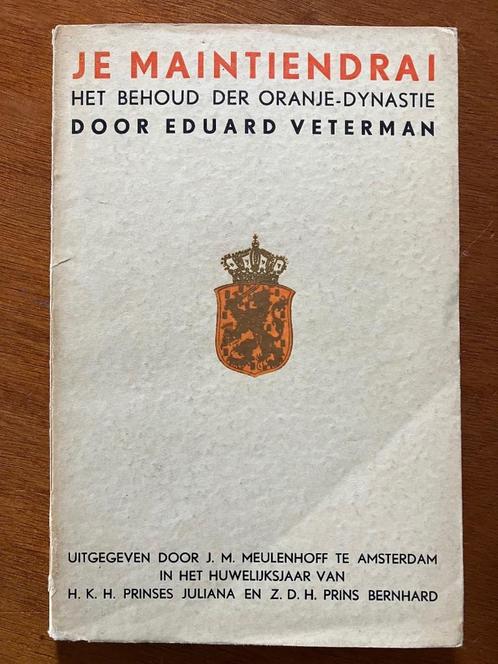 JE MAINTIENDRAI
HET BEHOUD DER ORANJE-DYNASTIE
DOOR EDUARD VETERMAN
UITGEGEVEN DOOR J. M. MEULENHOFF TE AMSTERDAM
IN HET HUWELIJKSJAAR VAN
H. K. H. PRINSES JULIANA EN Z. D. H. PRINS BERNHARD